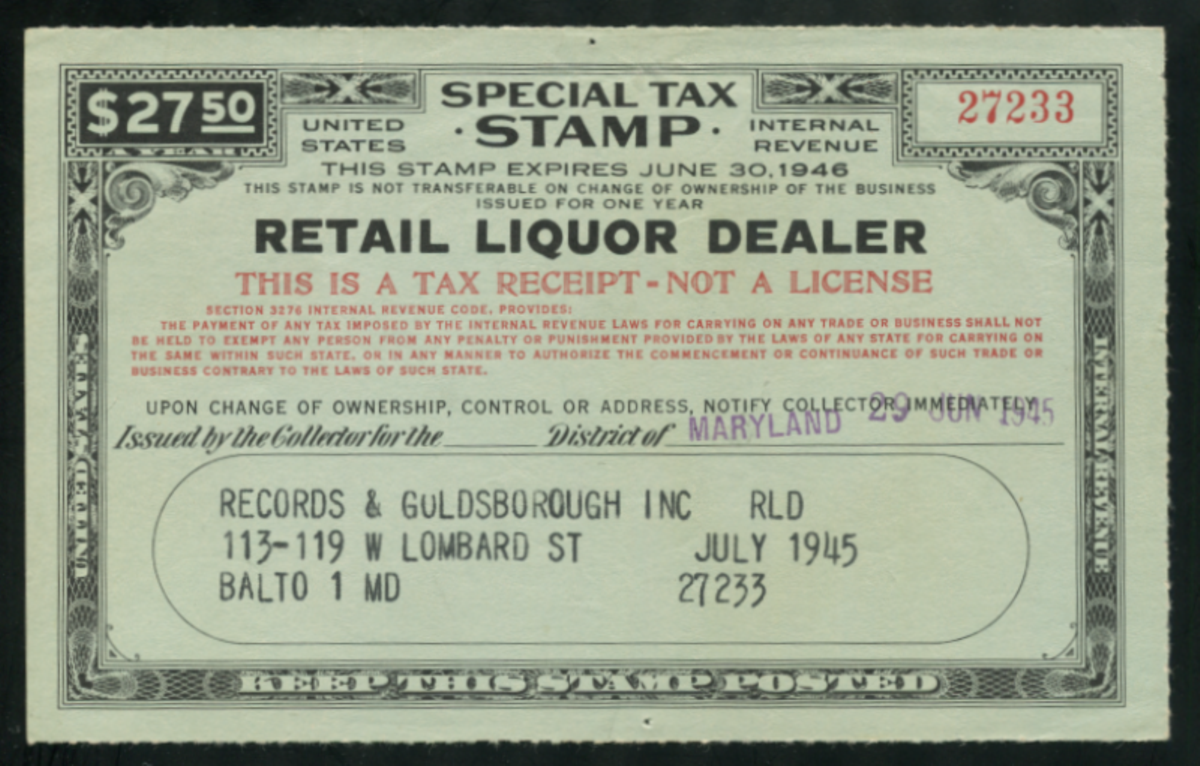 $27.50
A YEAR
SPECIAL TAX
· STAMP ·
UNITED STATES
INTERNAL REVENUE
27233
THIS STAMP EXPIRES JUNE 30, 1946
THIS STAMP IS NOT TRANSFERABLE ON CHANGE OF OWNERSHIP OF THE BUSINESS
ISSUED FOR ONE YEAR
RETAIL LIQUOR DEALER
THIS IS A TAX RECEIPT - NOT A LICENSE
SECTION 3276 INTERNAL REVENUE CODE, PROVIDES:
THE PAYMENT OF ANY TAX IMPOSED BY THE INTERNAL REVENUE LAWS FOR CARRYING ON ANY TRADE OR BUSINESS SHALL NOT
BE HELD TO EXEMPT ANY PERSON FROM ANY PENALTY OR PUNISHMENT PROVIDED BY THE LAWS OF ANY STATE FOR CARRYING ON
THE SAME WITHIN SUCH STATE, OR IN ANY MANNER TO AUTHORIZE THE COMMENCEMENT OR CONTINUANCE OF SUCH TRADE OR
BUSINESS CONTRARY TO THE LAWS OF SUCH STATE.
UPON CHANGE OF OWNERSHIP, CONTROL OR ADDRESS, NOTIFY COLLECTOR IMMEDIATELY
29 JUN 1945
Issued by the Collector for the ______ District of MARYLAND
RECORDS & GOLDSBOROUGH INC RLD
113-119 W LOMBARD ST JULY 1945
BALTO 1 MD 27233
UNITED STATES
INTERNAL REVENUE
KEEP THIS STAMP POSTED